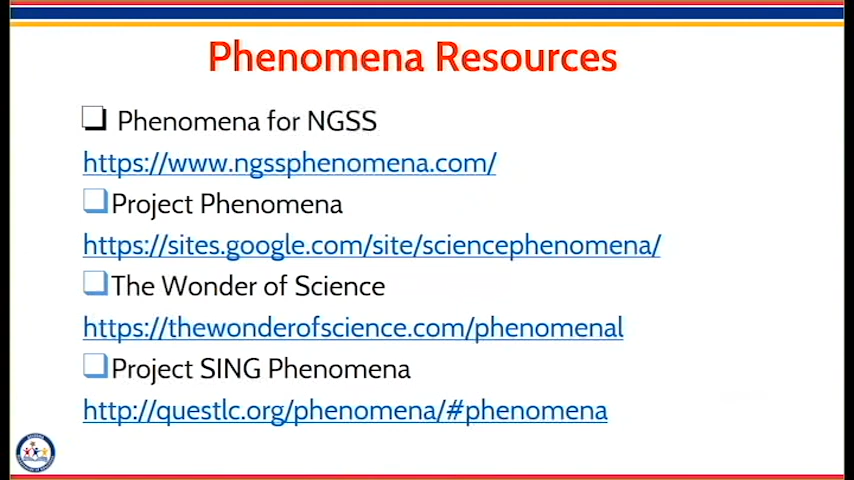 Phenomena Resources
❑ Phenomena for NGSS
https://www.ngssphenomena.com/
❑Project Phenomena
https://sites.google.com/site/sciencephenomena/
❑The Wonder of Science
https://thewonderofscience.com/phenomenal
❑Project SING Phenomena
http://questlc.org/phenomena/#phenomena